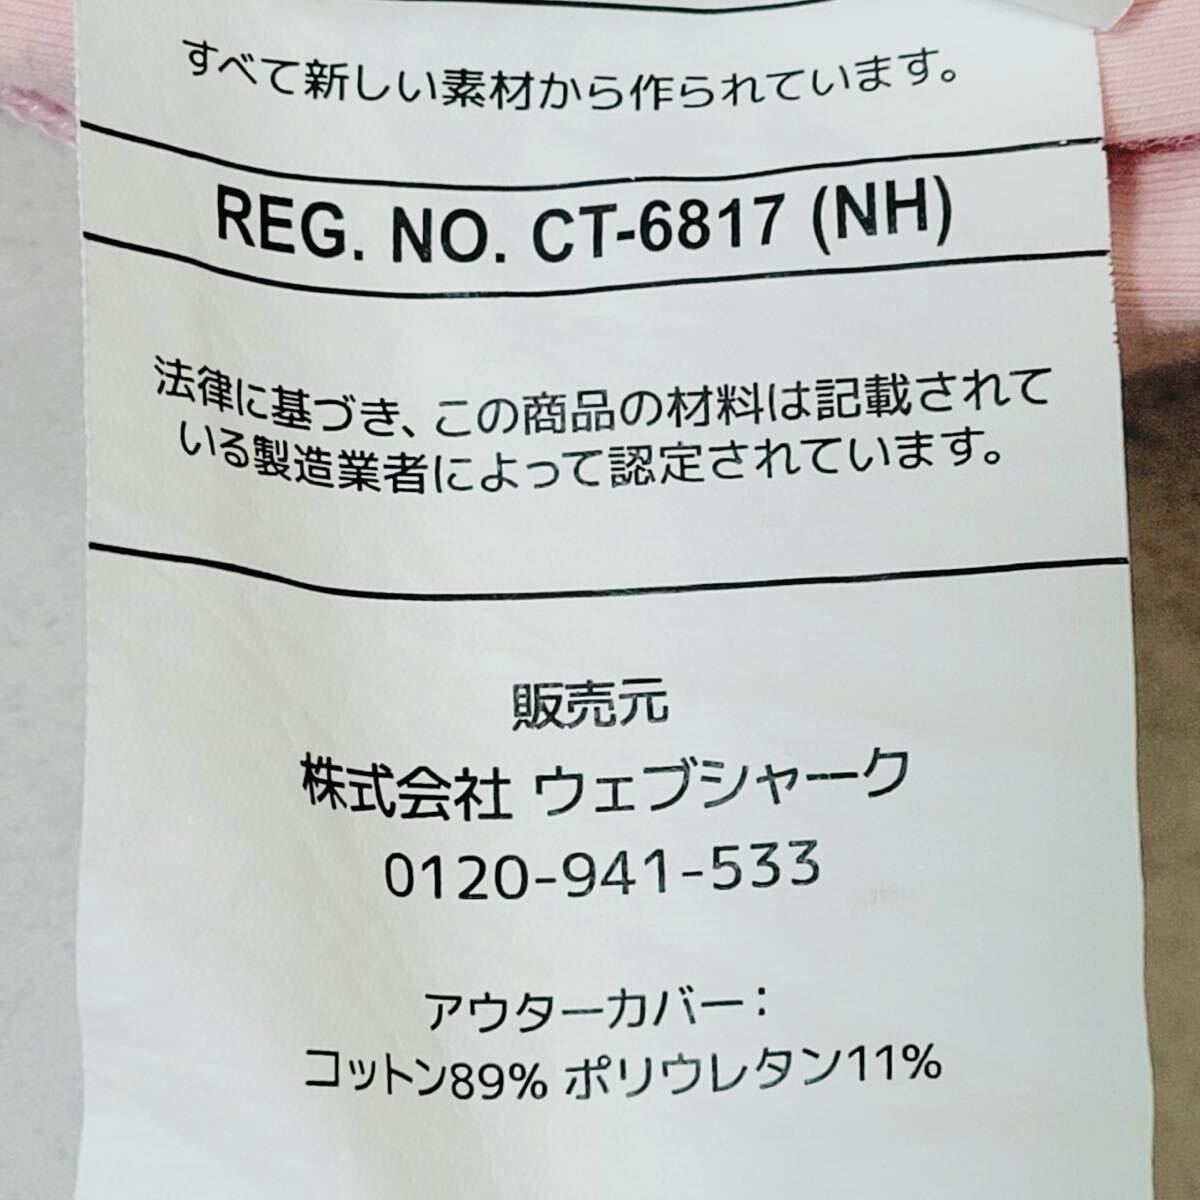 すべて新しい素材から作られています。
REG. NO. CT-6817 (NH)
法律に基づき、この商品の材料は記載されて
いる製造業者によって認定されています。
販売元
株式会社 ウェブシャーク
0120-941-533
アウターカバー：
コットン89% ポリウレタン11%